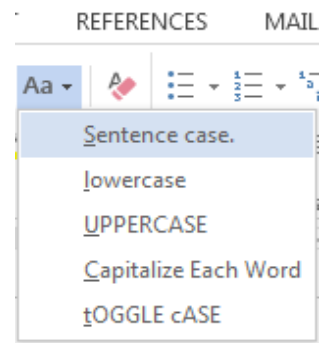 REFERENCES MAIL
Aa
Sentence case.
lowercase
UPPERCASE
Capitalize Each Word
tOGGLE cASE